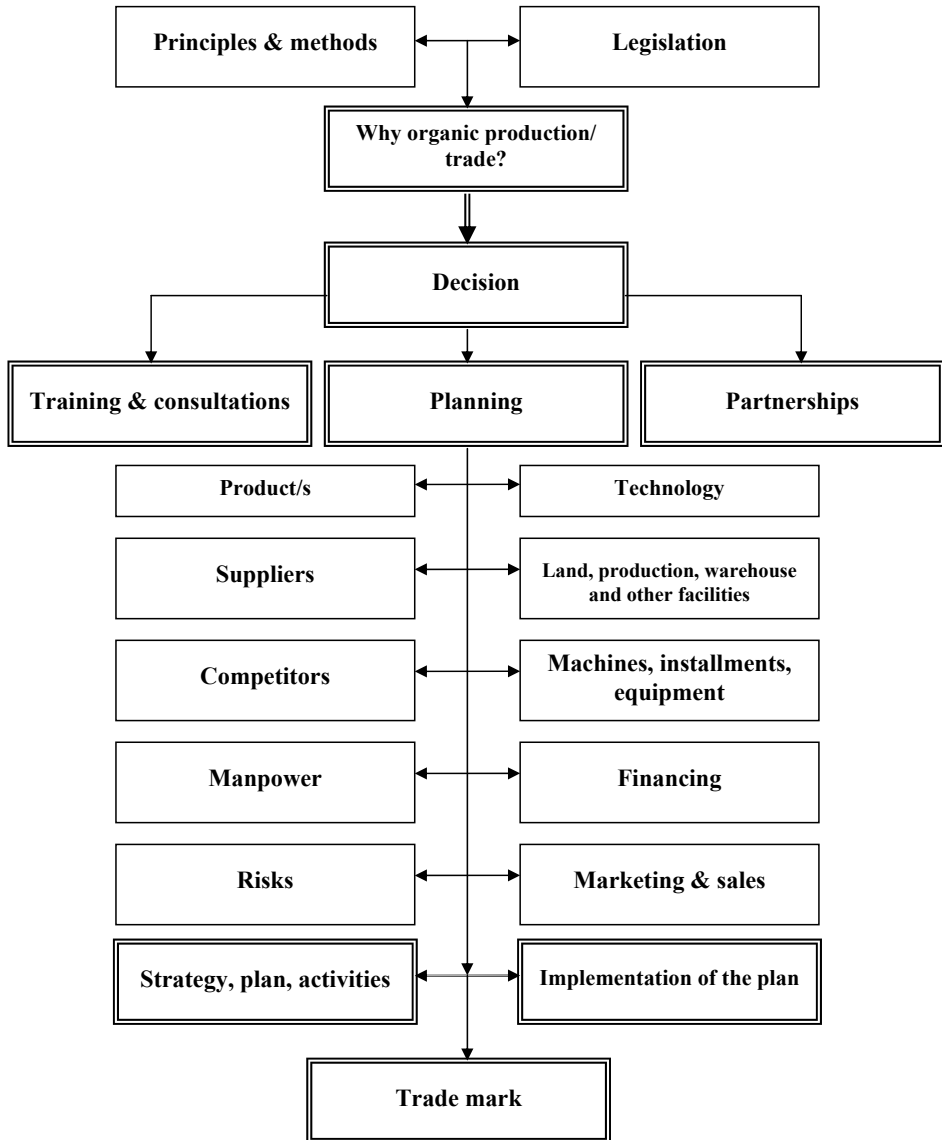 Principles & methods
Legislation
Why organic production/
trade?
Decision
Training & consultations
Planning
Partnerships
Product/s
Technology
Suppliers
Land, production, warehouse
and other facilities
Competitors
Machines, installments,
equipment
Manpower
Financing
Risks
Marketing & sales
Strategy, plan, activities
Implementation of the plan
Trade mark